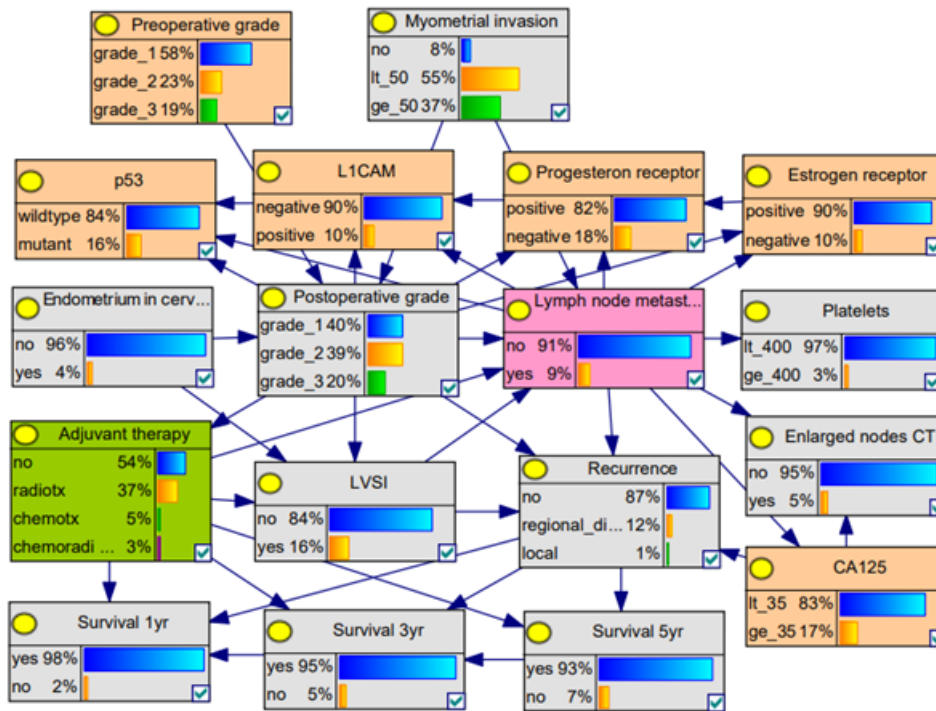 Preoperative grade
grade_1 58%
grade_2 23%
grade_3 19%
Myometrial invasion
no 8%
lt_50 55%
ge_50 37%
p53
wildtype 84%
mutant 16%
L1CAM
negative 90%
positive 10%
Progesteron receptor
positive 82%
negative 18%
Estrogen receptor
positive 90%
negative 10%
Endometrium in cerv...
no 96%
yes 4%
Postoperative grade
grade_1 40%
grade_2 39%
grade_3 20%
Lymph node metast...
no 91%
yes 9%
Platelets
lt_400 97%
ge_400 3%
Adjuvant therapy
no 54%
radiotx 37%
chemotx 5%
chemoradi ... 3%
LVSI
no 84%
yes 16%
Recurrence
no 87%
regional_di... 12%
local 1%
Enlarged nodes CT
no 95%
yes 5%
CA125
lt_35 83%
ge_35 17%
Survival 1yr
yes 98%
no 2%
Survival 3yr
yes 95%
no 5%
Survival 5yr
yes 93%
no 7%